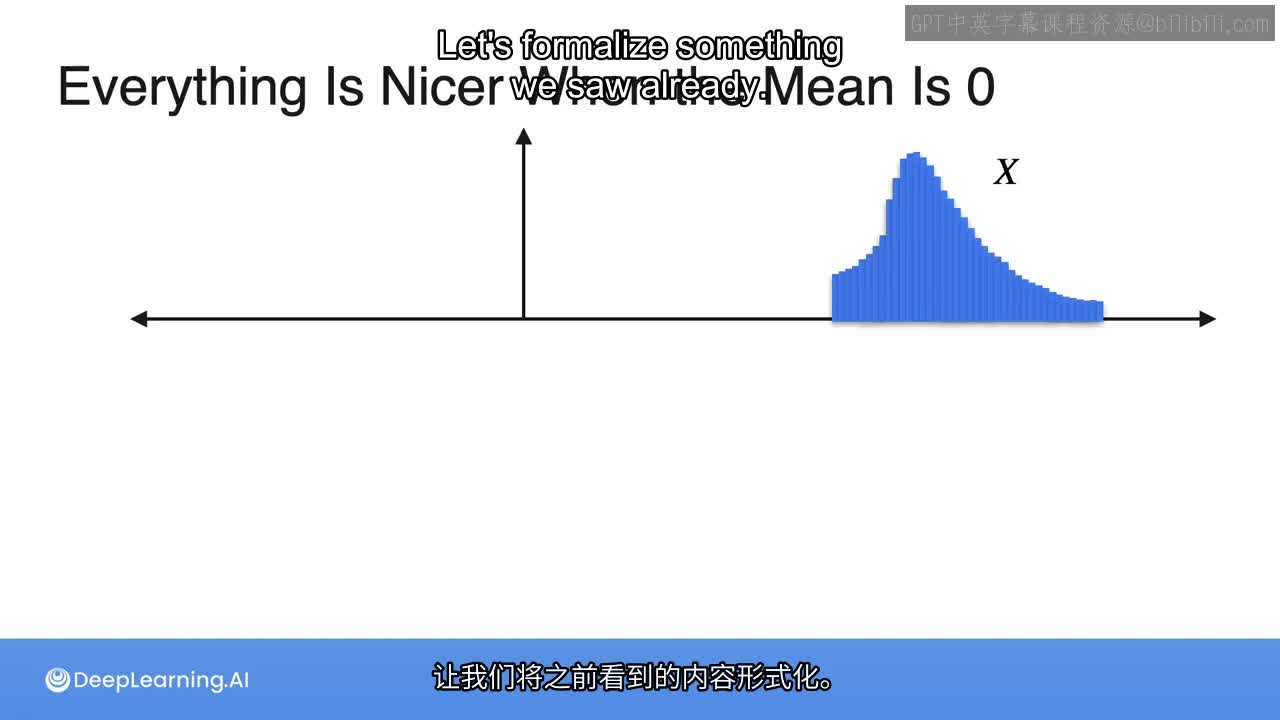 GPT中英字幕课程资源@bilibili.com
Let's formalize something
we saw already.
Everything Is Nicer When the Mean Is 0
X
DeepLearning.AI
让我们将之前看到的内容形式化。